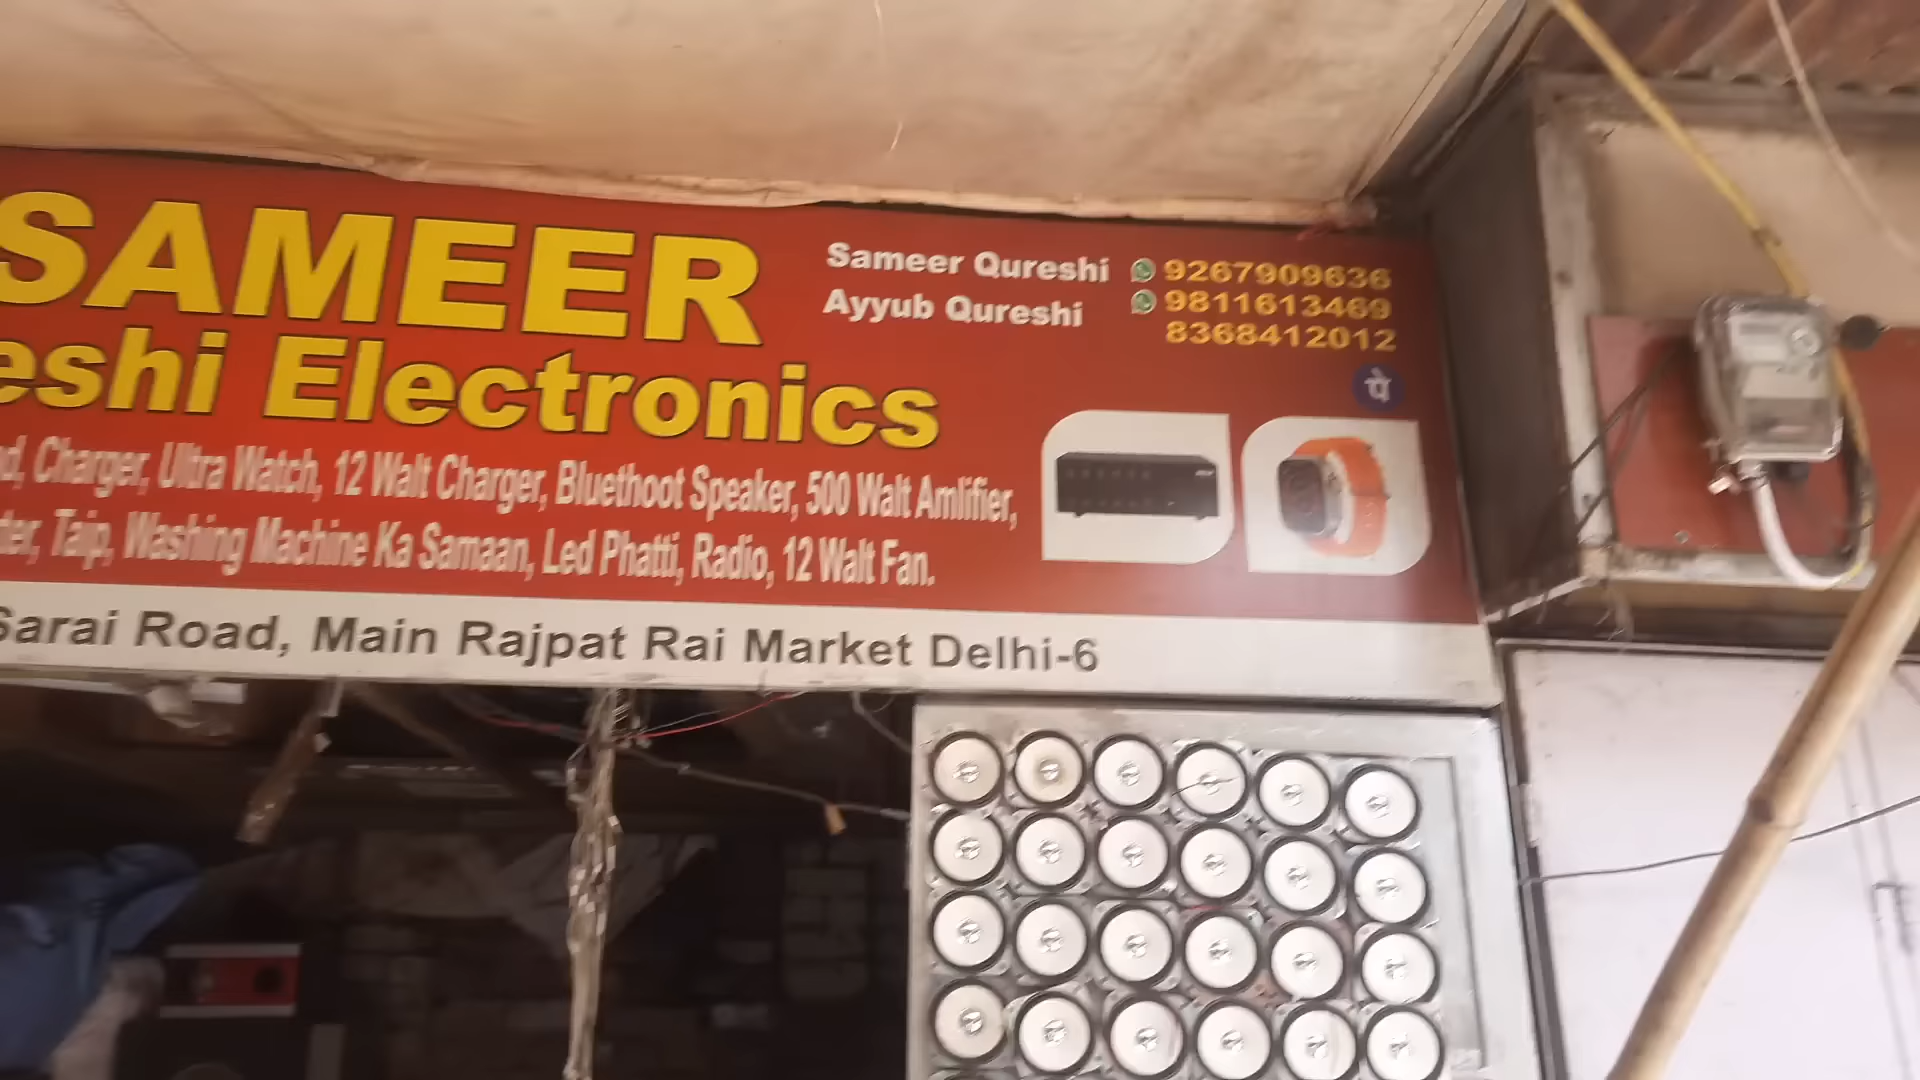 SAMEER
eshi Electronics
Sameer Qureshi 9267909636
Ayyub Qureshi 9811613469
8368412012
पे
d, Charger, Ultra Watch, 12 Walt Charger, Bluethoot Speaker, 500 Walt Amlifier,
ter, Taip, Washing Machine Ka Samaan, Led Phatti, Radio, 12 Walt Fan.
Sarai Road, Main Rajpat Rai Market Delhi-6